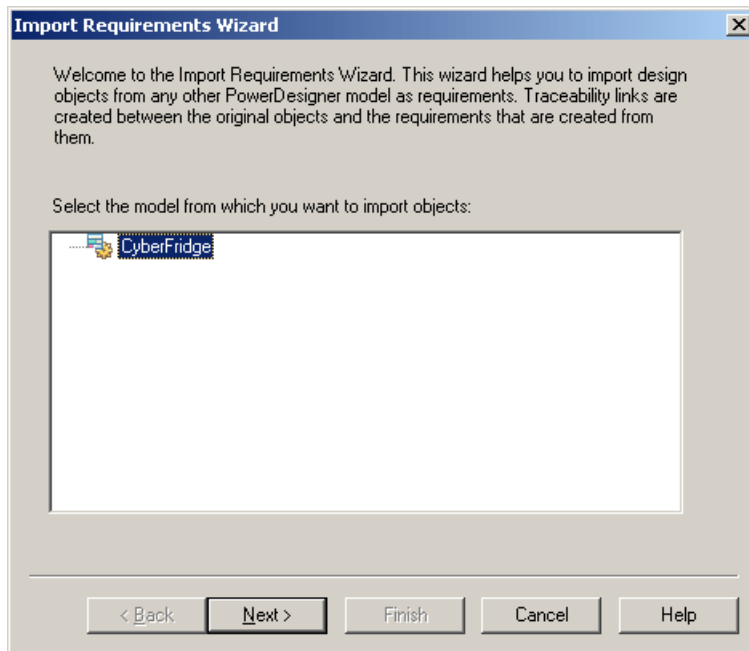 Import Requirements Wizard
Welcome to the Import Requirements Wizard. This wizard helps you to import design
objects from any other PowerDesigner model as requirements. Traceability links are
created between the original objects and the requirements that are created from
them.
Select the model from which you want to import objects:
CyberFridge
< Back
Next >
Finish
Cancel
Help